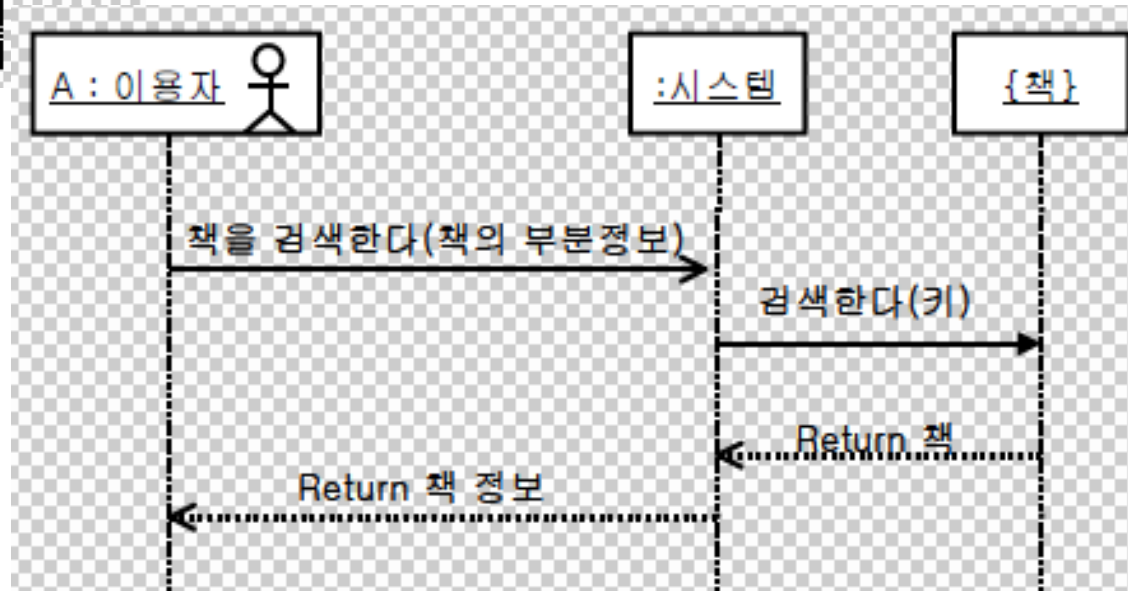 A : 이용자
:시스템
{책}
책을 검색한다(책의 부분정보)
검색한다(키)
Return 책
Return 책 정보